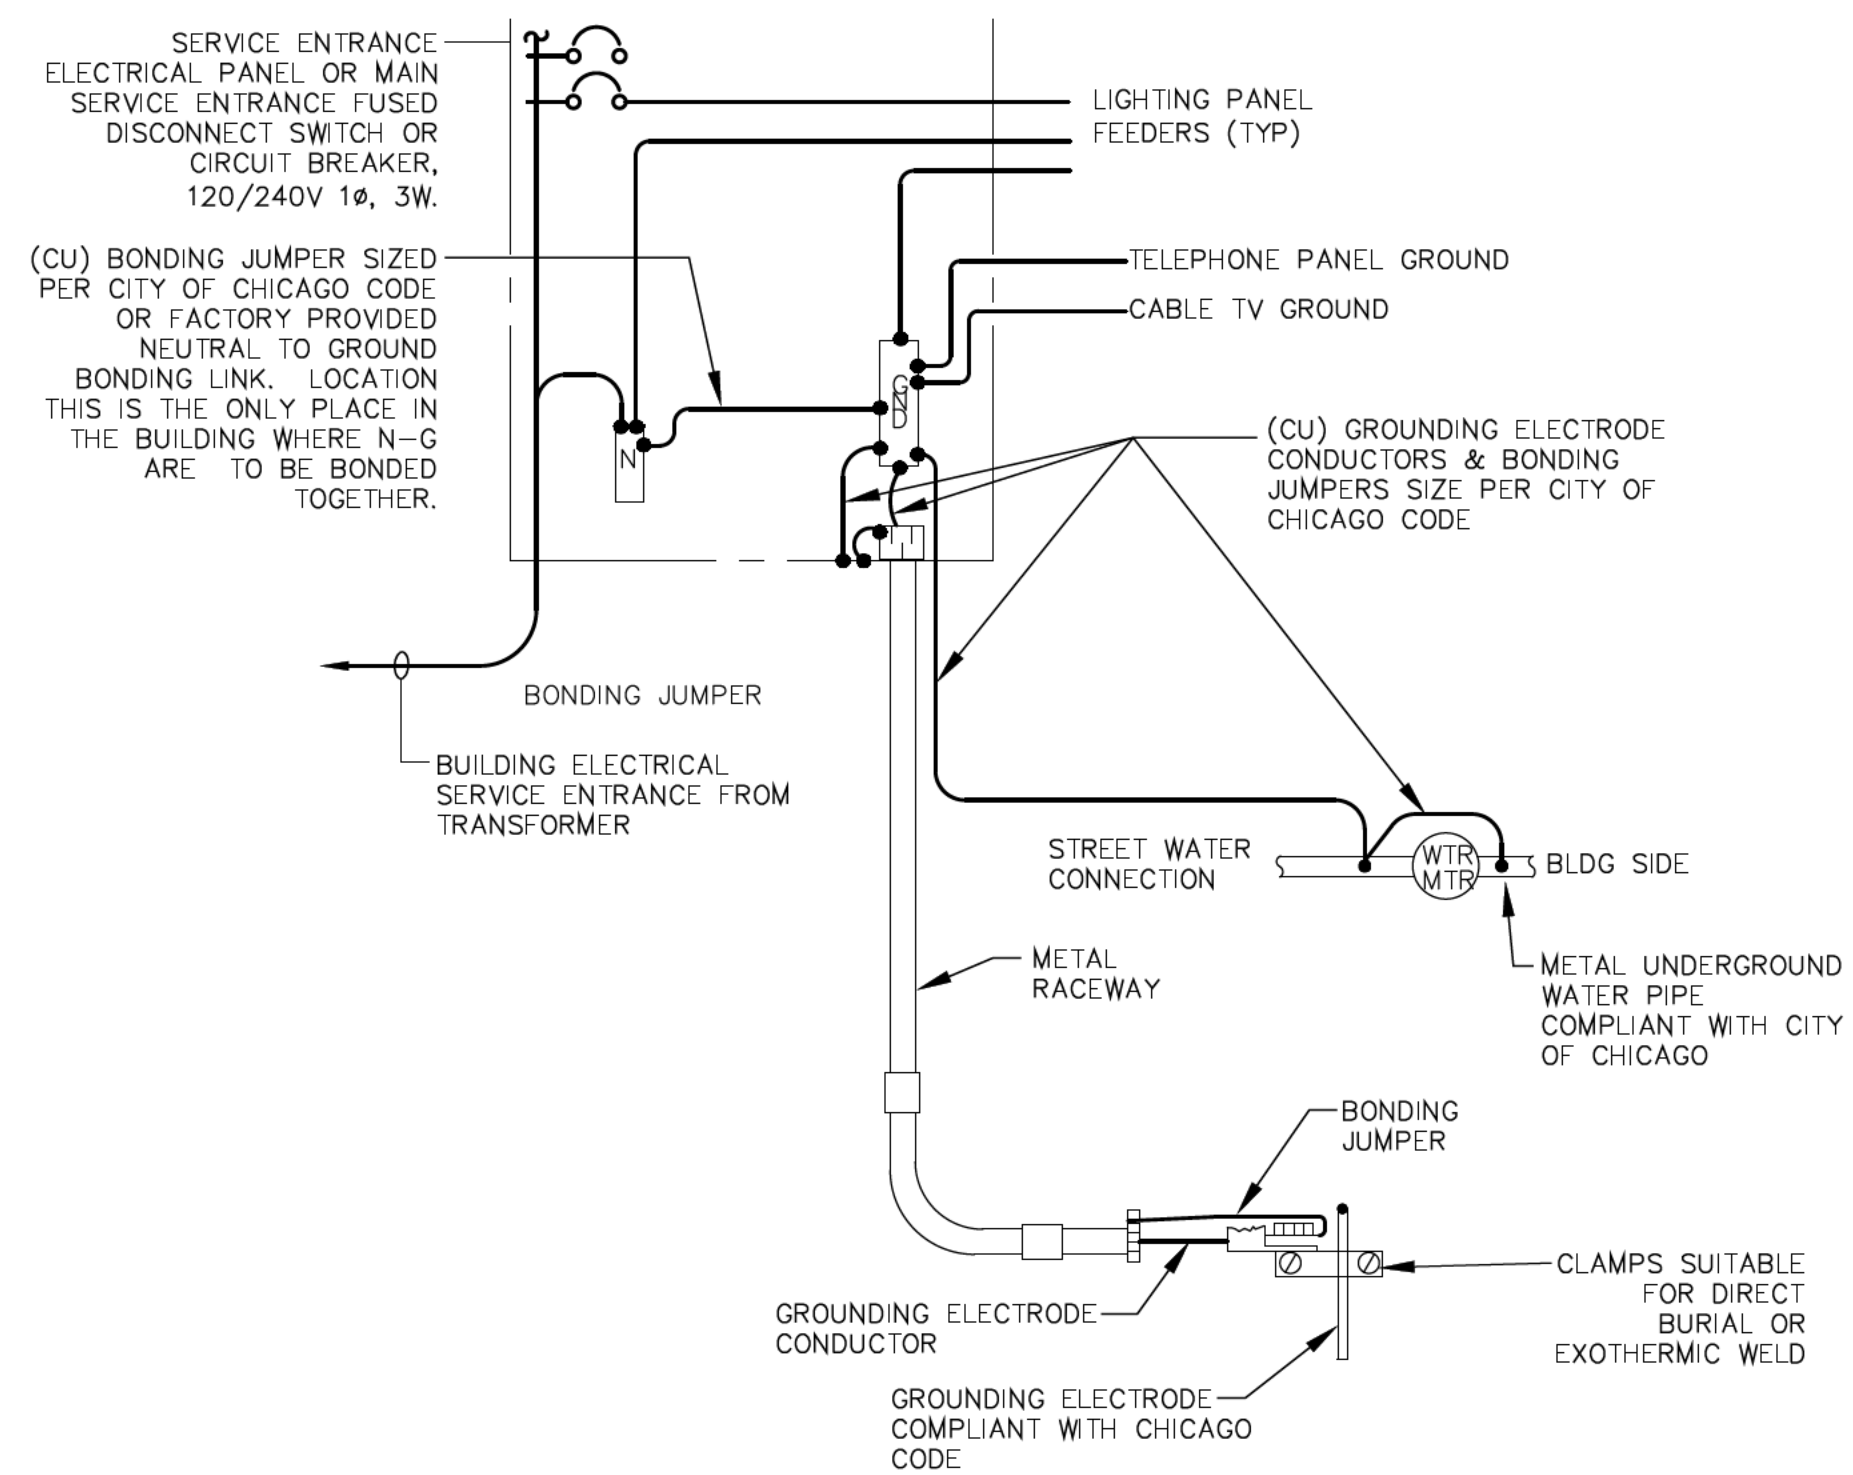 SERVICE ENTRANCE
ELECTRICAL PANEL OR MAIN
SERVICE ENTRANCE FUSED
DISCONNECT SWITCH OR
CIRCUIT BREAKER,
120/240V 1ø, 3W.
LIGHTING PANEL
FEEDERS (TYP)
(CU) BONDING JUMPER SIZED
PER CITY OF CHICAGO CODE
OR FACTORY PROVIDED
NEUTRAL TO GROUND
BONDING LINK. LOCATION
THIS IS THE ONLY PLACE IN
THE BUILDING WHERE N-G
ARE TO BE BONDED
TOGETHER.
TELEPHONE PANEL GROUND
CABLE TV GROUND
GND
N
(CU) GROUNDING ELECTRODE
CONDUCTORS & BONDING
JUMPERS SIZE PER CITY OF
CHICAGO CODE
BONDING JUMPER
BUILDING ELECTRICAL
SERVICE ENTRANCE FROM
TRANSFORMER
STREET WATER
CONNECTION
WTR
MTR
BLDG SIDE
METAL
RACEWAY
METAL UNDERGROUND
WATER PIPE
COMPLIANT WITH CITY
OF CHICAGO
BONDING
JUMPER
GROUNDING ELECTRODE
CONDUCTOR
CLAMPS SUITABLE
FOR DIRECT
BURIAL OR
EXOTHERMIC WELD
GROUNDING ELECTRODE
COMPLIANT WITH CHICAGO
CODE